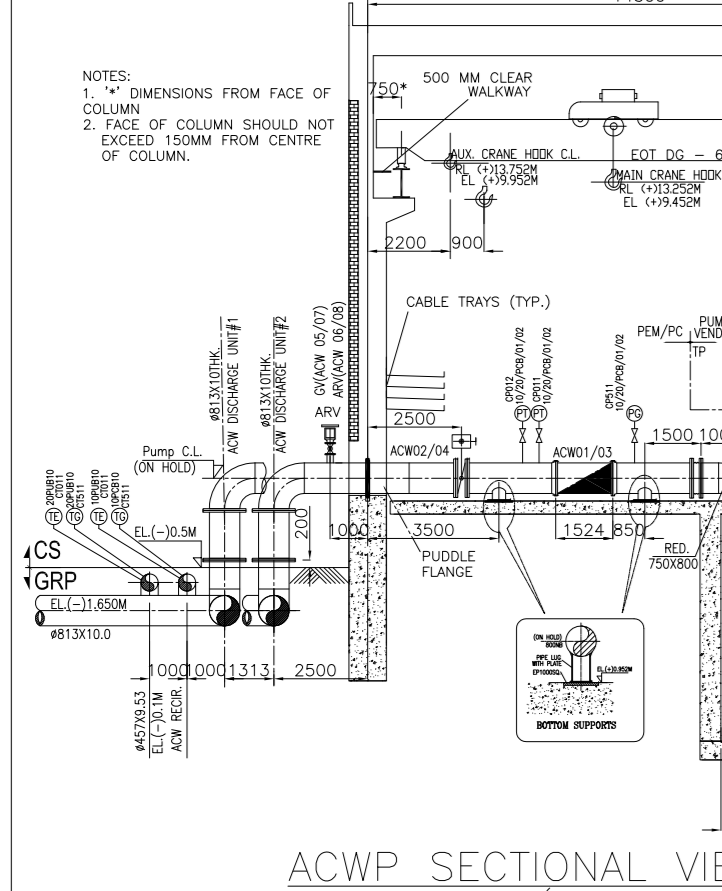 NOTES:
1. '*' DIMENSIONS FROM FACE OF
COLUMN
2. FACE OF COLUMN SHOULD NOT
EXCEED 150MM FROM CENTRE
OF COLUMN.
750*
500 MM CLEAR
WALKWAY
AUX. CRANE HOOK C.L.
RL (+)13.752M
EL (+)9.952M
EOT DG - 6
MAIN CRANE HOOK
RL (+)13.252M
EL (+)9.452M
2200
900
CABLE TRAYS (TYP.)
PEM/PC
PUM
VEND
TP
Ø813X10THK.
ACW DISCHARGE UNIT#1
Ø813X10THK.
ACW DISCHARGE UNIT#2
GV(ACW 05/07)
ARV(ACW 06/08)
ARV
2500
CP012
10/20/PCB/01/02
PT
CP011
10/20/PCB/01/02
PT
CP511
10/20/PCB/01/02
PG
1500
100
Pump C.L.
(ON HOLD)
ACW02/04
ACW01/03
20PUB10
CT011
TE
20PUB10
CT511
TG
10PUB10
CT011
TE
10PCB10
CT511
TG
EL.(-)0.5M
200
1000
3500
1524
850
PUDDLE
FLANGE
RED.
750X800
CS
GRP
EL.(-)1.650M
Ø813X10.0
1000
1000
1313
2500
Ø457X9.53
EL.(-)0.1M
ACW RECIR.
(ON HOLD)
800NB
PIPE LUG
WITH PLATE
EP1000SQ.
EL.(+)0.952M
BOTTOM SUPPORTS
ACWP SECTIONAL VIE